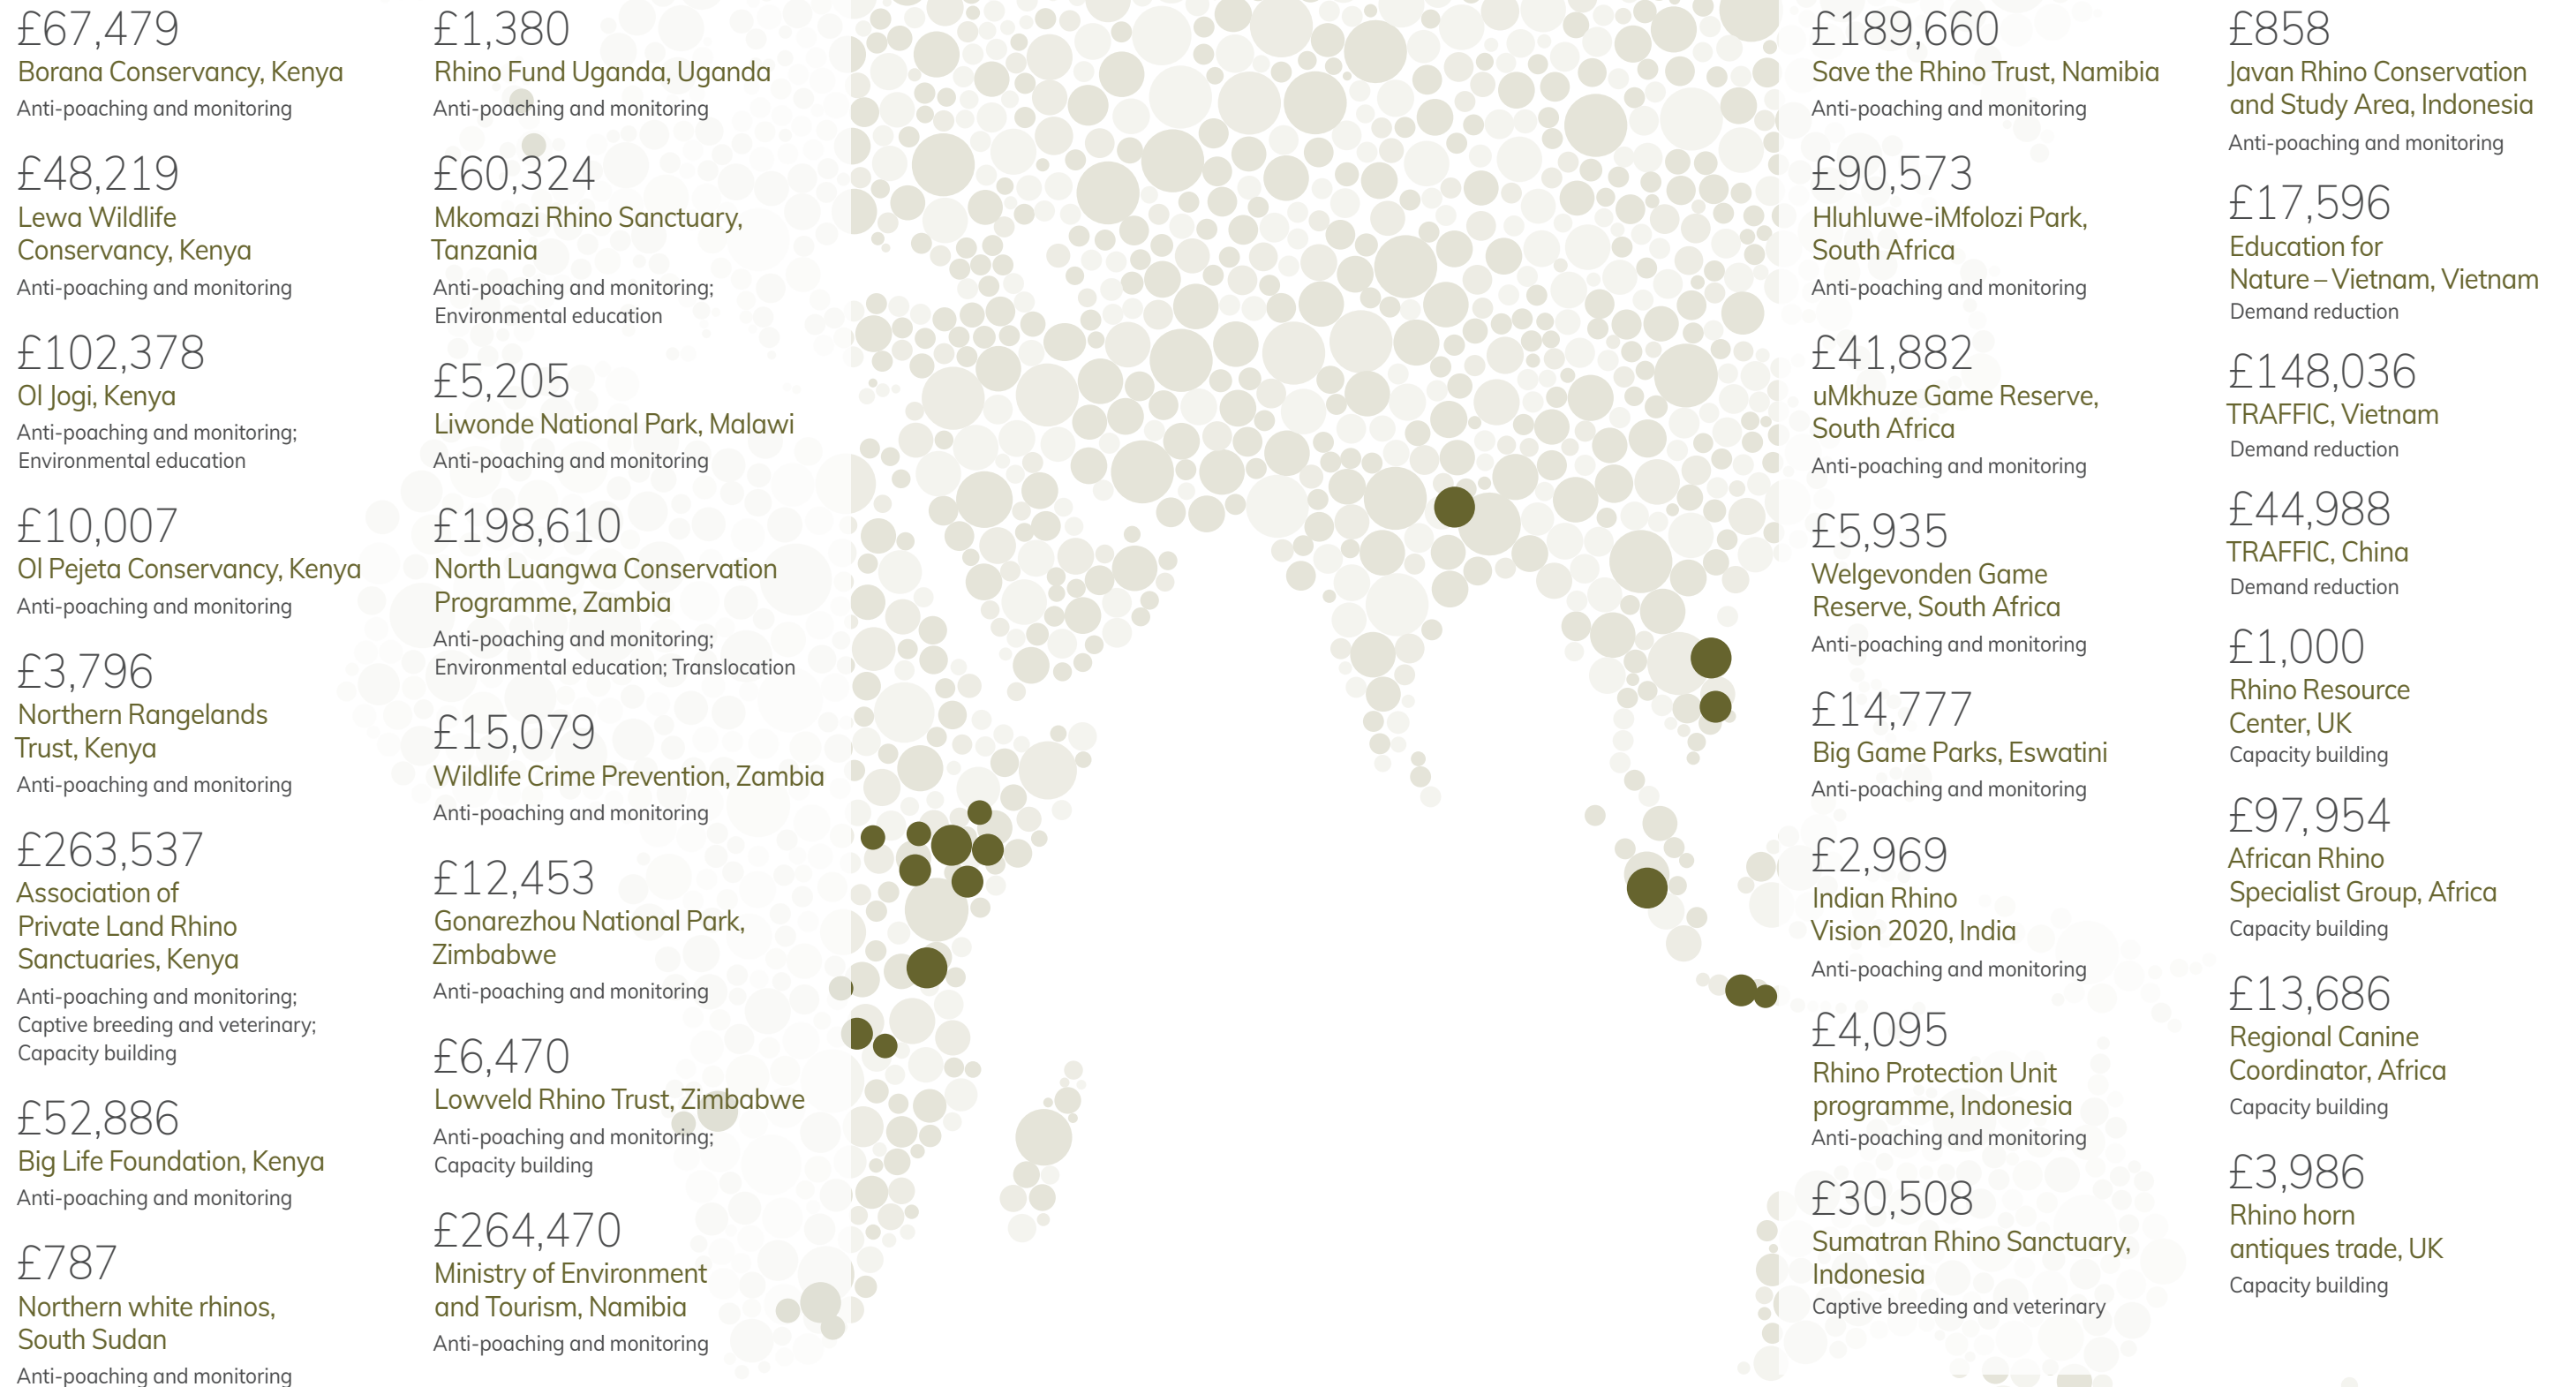 £67,479
Borana Conservancy, Kenya
Anti-poaching and monitoring
£48,219
Lewa Wildlife
Conservancy, Kenya
Anti-poaching and monitoring
£102,378
Ol Jogi, Kenya
Anti-poaching and monitoring;
Environmental education
£10,007
Ol Pejeta Conservancy, Kenya
Anti-poaching and monitoring
£3,796
Northern Rangelands
Trust, Kenya
Anti-poaching and monitoring
£263,537
Association of
Private Land Rhino
Sanctuaries, Kenya
Anti-poaching and monitoring;
Captive breeding and veterinary;
Capacity building
£52,886
Big Life Foundation, Kenya
Anti-poaching and monitoring
£787
Northern white rhinos,
South Sudan
Anti-poaching and monitoring
£1,380
Rhino Fund Uganda, Uganda
Anti-poaching and monitoring
£60,324
Mkomazi Rhino Sanctuary,
Tanzania
Anti-poaching and monitoring;
Environmental education
£5,205
Liwonde National Park, Malawi
Anti-poaching and monitoring
£198,610
North Luangwa Conservation
Programme, Zambia
Anti-poaching and monitoring;
Environmental education; Translocation
£15,079
Wildlife Crime Prevention, Zambia
Anti-poaching and monitoring
£12,453
Gonarezhou National Park,
Zimbabwe
Anti-poaching and monitoring
£6,470
Lowveld Rhino Trust, Zimbabwe
Anti-poaching and monitoring;
Capacity building
£264,470
Ministry of Environment
and Tourism, Namibia
Anti-poaching and monitoring
£189,660
Save the Rhino Trust, Namibia
Anti-poaching and monitoring
£90,573
Hluhluwe-iMfolozi Park,
South Africa
Anti-poaching and monitoring
£41,882
uMkhuze Game Reserve,
South Africa
Anti-poaching and monitoring
£5,935
Welgevonden Game
Reserve, South Africa
Anti-poaching and monitoring
£14,777
Big Game Parks, Eswatini
Anti-poaching and monitoring
£2,969
Indian Rhino
Vision 2020, India
Anti-poaching and monitoring
£4,095
Rhino Protection Unit
programme, Indonesia
Anti-poaching and monitoring
£30,508
Sumatran Rhino Sanctuary,
Indonesia
Captive breeding and veterinary
£858
Javan Rhino Conservation
and Study Area, Indonesia
Anti-poaching and monitoring
£17,596
Education for
Nature – Vietnam, Vietnam
Demand reduction
£148,036
TRAFFIC, Vietnam
Demand reduction
£44,988
TRAFFIC, China
Demand reduction
£1,000
Rhino Resource
Center, UK
Capacity building
£97,954
African Rhino
Specialist Group, Africa
Capacity building
£13,686
Regional Canine
Coordinator, Africa
Capacity building
£3,986
Rhino horn
antiques trade, UK
Capacity building